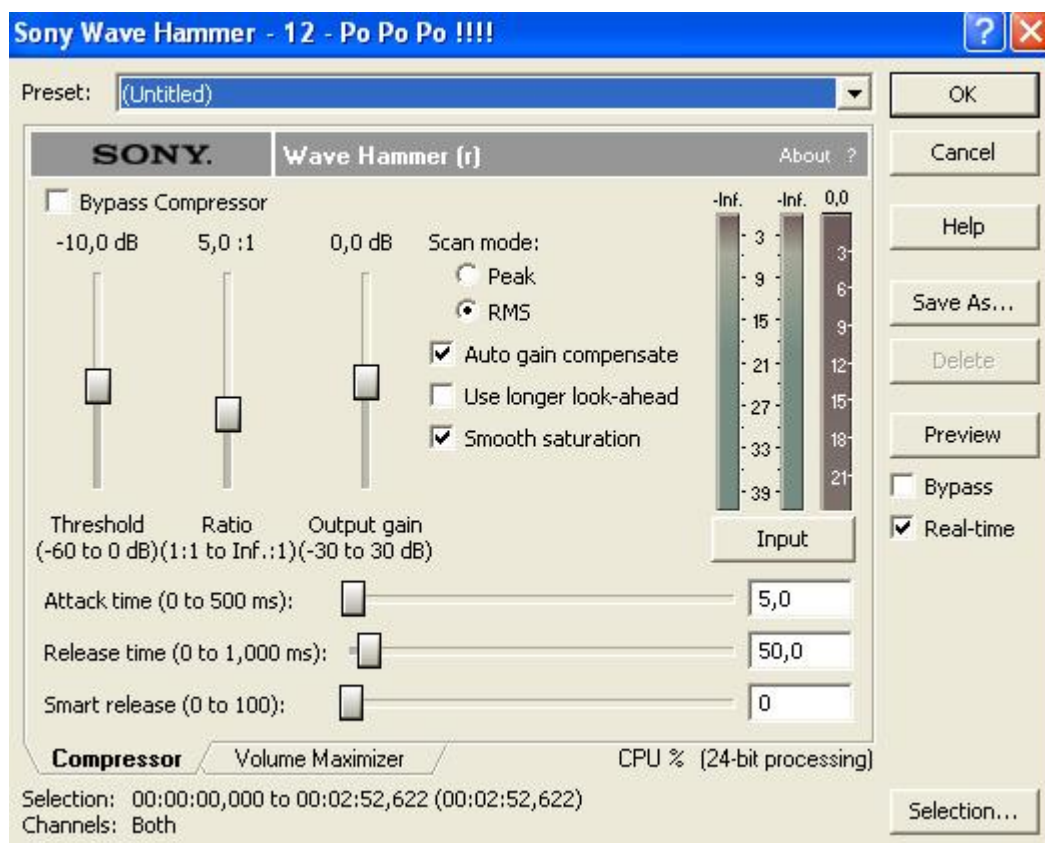 Sony Wave Hammer - 12 - Po Po Po !!!!
Preset: (Untitled)
OK
SONY. Wave Hammer (r) About ?
Cancel
Bypass Compressor
-10,0 dB 5,0 :1 0,0 dB
Scan mode:
Peak
RMS
Auto gain compensate
Use longer look-ahead
Smooth saturation
-Inf. -Inf. 0,0
3
9
15
21
27
33
39
3
6
9
12
15
18
21
Help
Save As...
Delete
Preview
Bypass
Real-time
Threshold Ratio Output gain
(-60 to 0 dB)(1:1 to Inf.:1)(-30 to 30 dB)
Input
Attack time (0 to 500 ms): 5,0
Release time (0 to 1,000 ms): 50,0
Smart release (0 to 100): 0
Compressor Volume Maximizer CPU % (24-bit processing)
Selection: 00:00:00,000 to 00:02:52,622 (00:02:52,622)
Channels: Both
Selection...